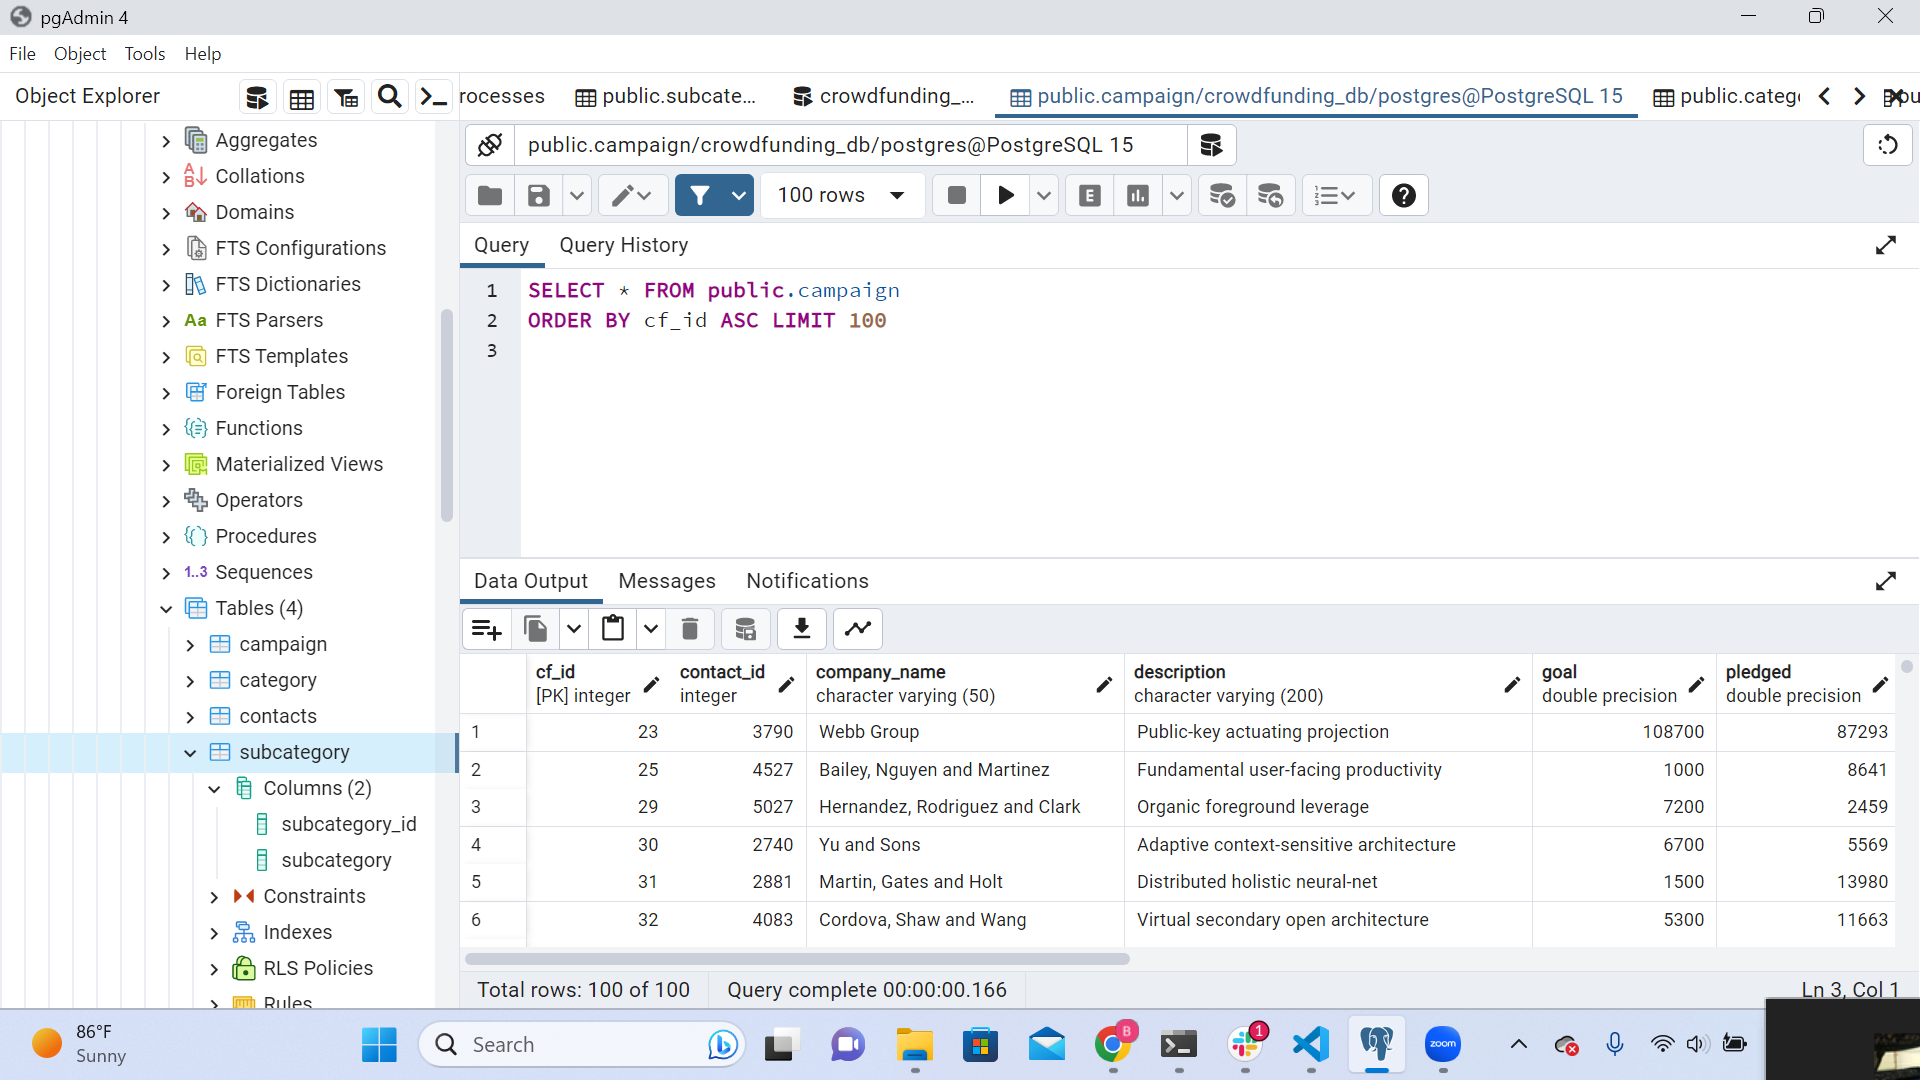 pgAdmin 4
File Object Tools Help
Object Explorer
rocesses
public.subcate...
crowdfunding_...
public.campaign/crowdfunding_db/postgres@PostgreSQL 15
public.catego
pu
Aggregates
Collations
Domains
FTS Configurations
FTS Dictionaries
Aa FTS Parsers
FTS Templates
Foreign Tables
Functions
Materialized Views
Operators
Procedures
1..3 Sequences
Tables (4)
campaign
category
contacts
subcategory
Columns (2)
subcategory_id
subcategory
Constraints
Indexes
RLS Policies
Rules
public.campaign/crowdfunding_db/postgres@PostgreSQL 15
100 rows
E
Query Query History
1 SELECT * FROM public.campaign
2 ORDER BY cf_id ASC LIMIT 100
3
Data Output Messages Notifications
cf_id contact_id company_name description goal pledged
[PK] integer integer character varying (50) character varying (200) double precision double precision
1 23 3790 Webb Group Public-key actuating projection 108700 87293
2 25 4527 Bailey, Nguyen and Martinez Fundamental user-facing productivity 1000 8641
3 29 5027 Hernandez, Rodriguez and Clark Organic foreground leverage 7200 2459
4 30 2740 Yu and Sons Adaptive context-sensitive architecture 6700 5569
5 31 2881 Martin, Gates and Holt Distributed holistic neural-net 1500 13980
6 32 4083 Cordova, Shaw and Wang Virtual secondary open architecture 5300 11663
Total rows: 100 of 100 Query complete 00:00:00.166 Ln 3, Col 1
86°F
Sunny
Search
B
1
zoom